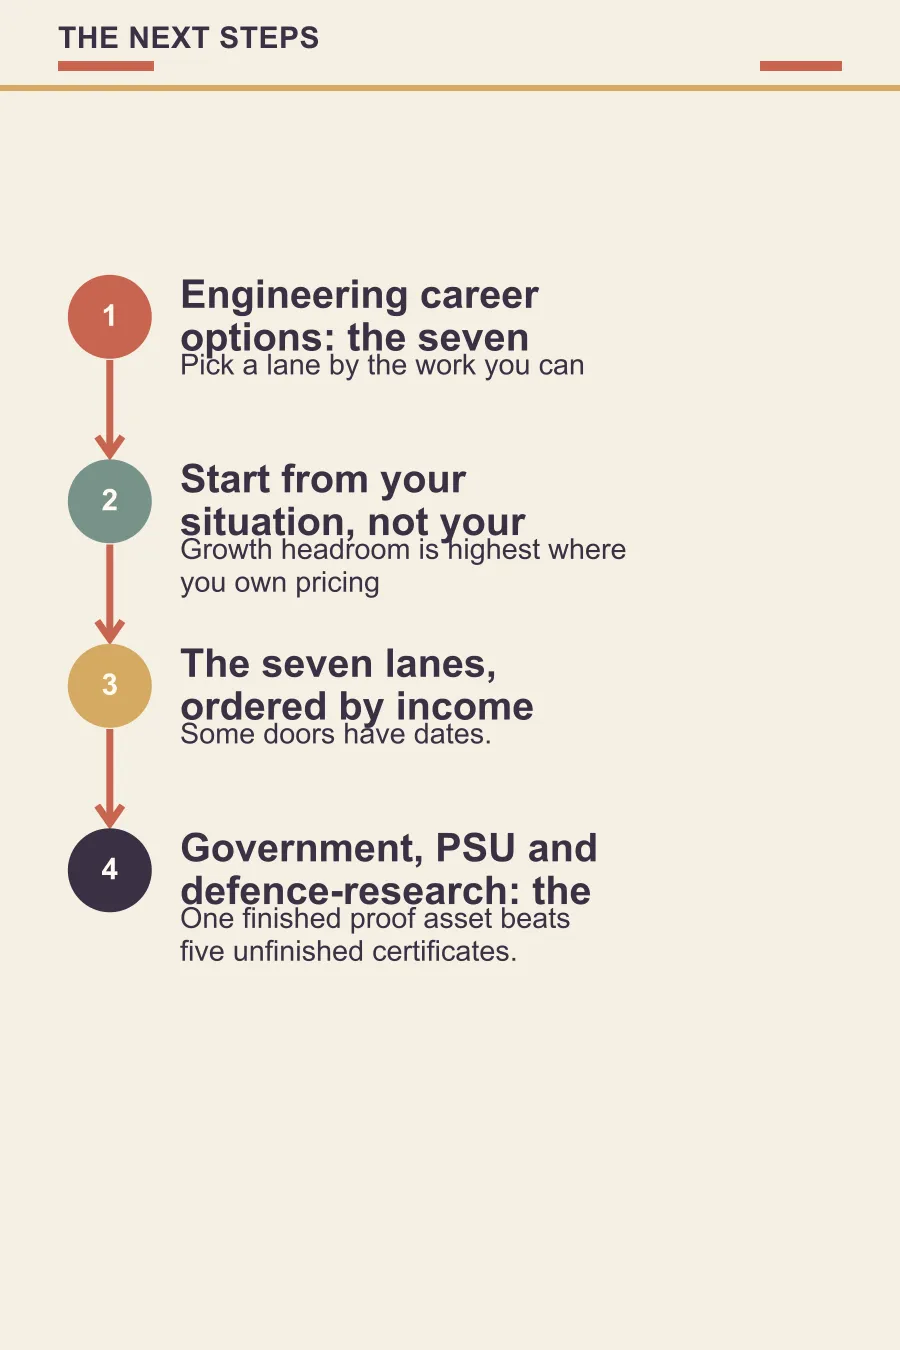 THE NEXT STEPS
1
Engineering career
options: the seven
Pick a lane by the work you can
2
Start from your
situation, not your
Growth headroom is highest where
you own pricing
3
The seven lanes,
ordered by income
Some doors have dates.
4
Government, PSU and
defence-research: the
One finished proof asset beats
five unfinished certificates.